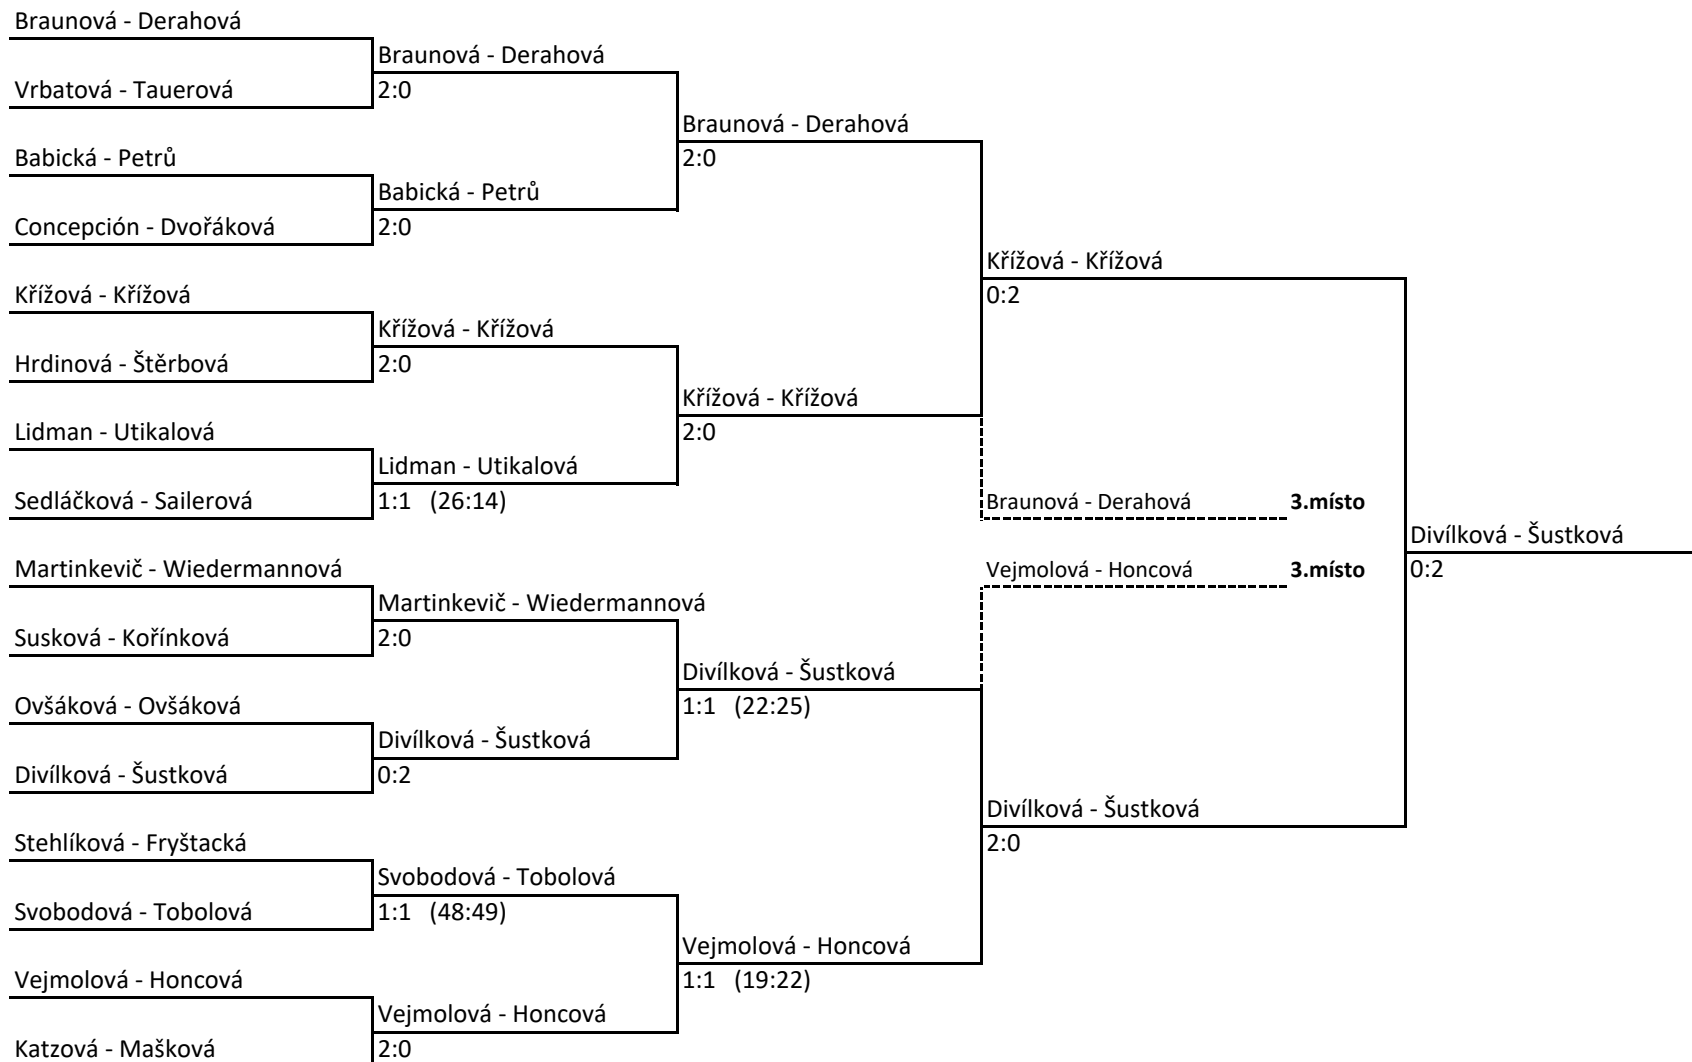 Braunová - Derahová
Braunová - Derahová
Vrbatová - Tauerová
2:0
Braunová - Derahová
Babická - Petrů
2:0
Babická - Petrů
Concepción - Dvořáková
2:0
Křížová - Křížová
Křížová - Křížová
0:2
Křížová - Křížová
Hrdinová - Štěrbová
2:0
Křížová - Křížová
Lidman - Utikalová
2:0
Lidman - Utikalová
Sedláčková - Sailerová
1:1 (26:14)
Braunová - Derahová 3.místo
Divílková - Šustková
Martinkevič - Wiedermannová
Vejmolová - Honcová 3.místo
0:2
Martinkevič - Wiedermannová
Susková - Kořínková
2:0
Divílková - Šustková
Ovšáková - Ovšáková
1:1 (22:25)
Divílková - Šustková
Divílková - Šustková
0:2
Divílková - Šustková
Stehlíková - Fryštacká
2:0
Svobodová - Tobolová
Svobodová - Tobolová
1:1 (48:49)
Vejmolová - Honcová
Vejmolová - Honcová
1:1 (19:22)
Vejmolová - Honcová
Katzová - Mašková
2:0